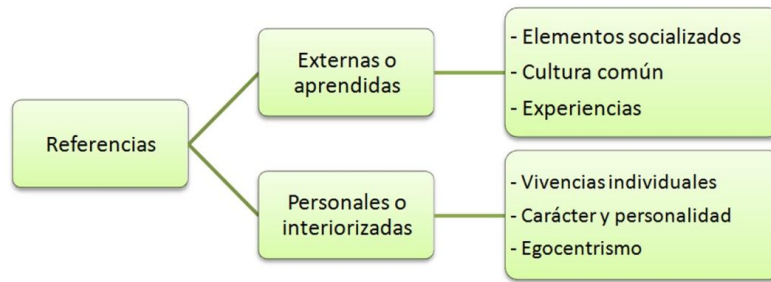 Referencias
Externas o
aprendidas
- Elementos socializados
- Cultura común
- Experiencias
Personales o
interiorizadas
- Vivencias individuales
- Carácter y personalidad
- Egocentrismo